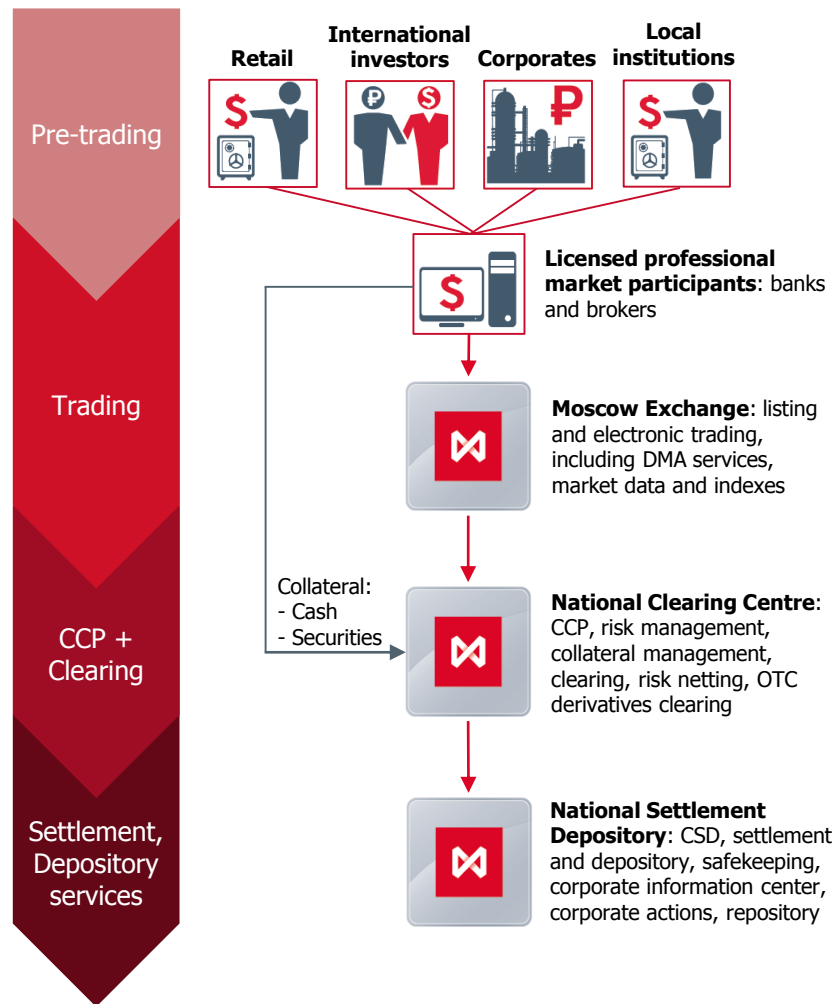 Pre-trading
Retail
International
investors
Corporates
Local
institutions
$
₽ $
₽
$
$
Licensed professional
market participants: banks
and brokers
Trading
Moscow Exchange: listing
and electronic trading,
including DMA services,
market data and indexes
Collateral:
- Cash
- Securities
CCP +
Clearing
National Clearing Centre:
CCP, risk management,
collateral management,
clearing, risk netting, OTC
derivatives clearing
Settlement,
Depository
services
National Settlement
Depository: CSD, settlement
and depository, safekeeping,
corporate information center,
corporate actions, repository